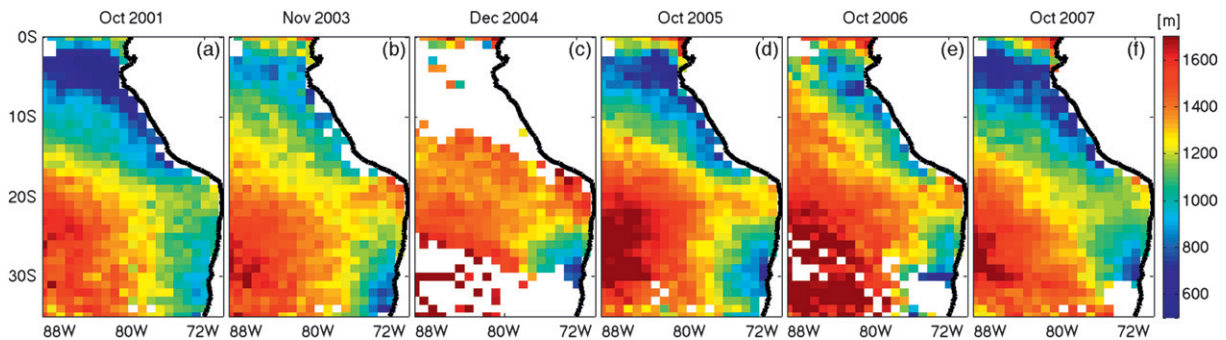 Oct 2001 Nov 2003 Dec 2004 Oct 2005 Oct 2006 Oct 2007 [m]
0S (a) (b) (c) (d) (e) (f) 1600
10S 1400
1200
20S 1000
30S 800
600
88W 80W 72W 88W 80W 72W 88W 80W 72W 88W 80W 72W 88W 80W 72W 88W 80W 72W